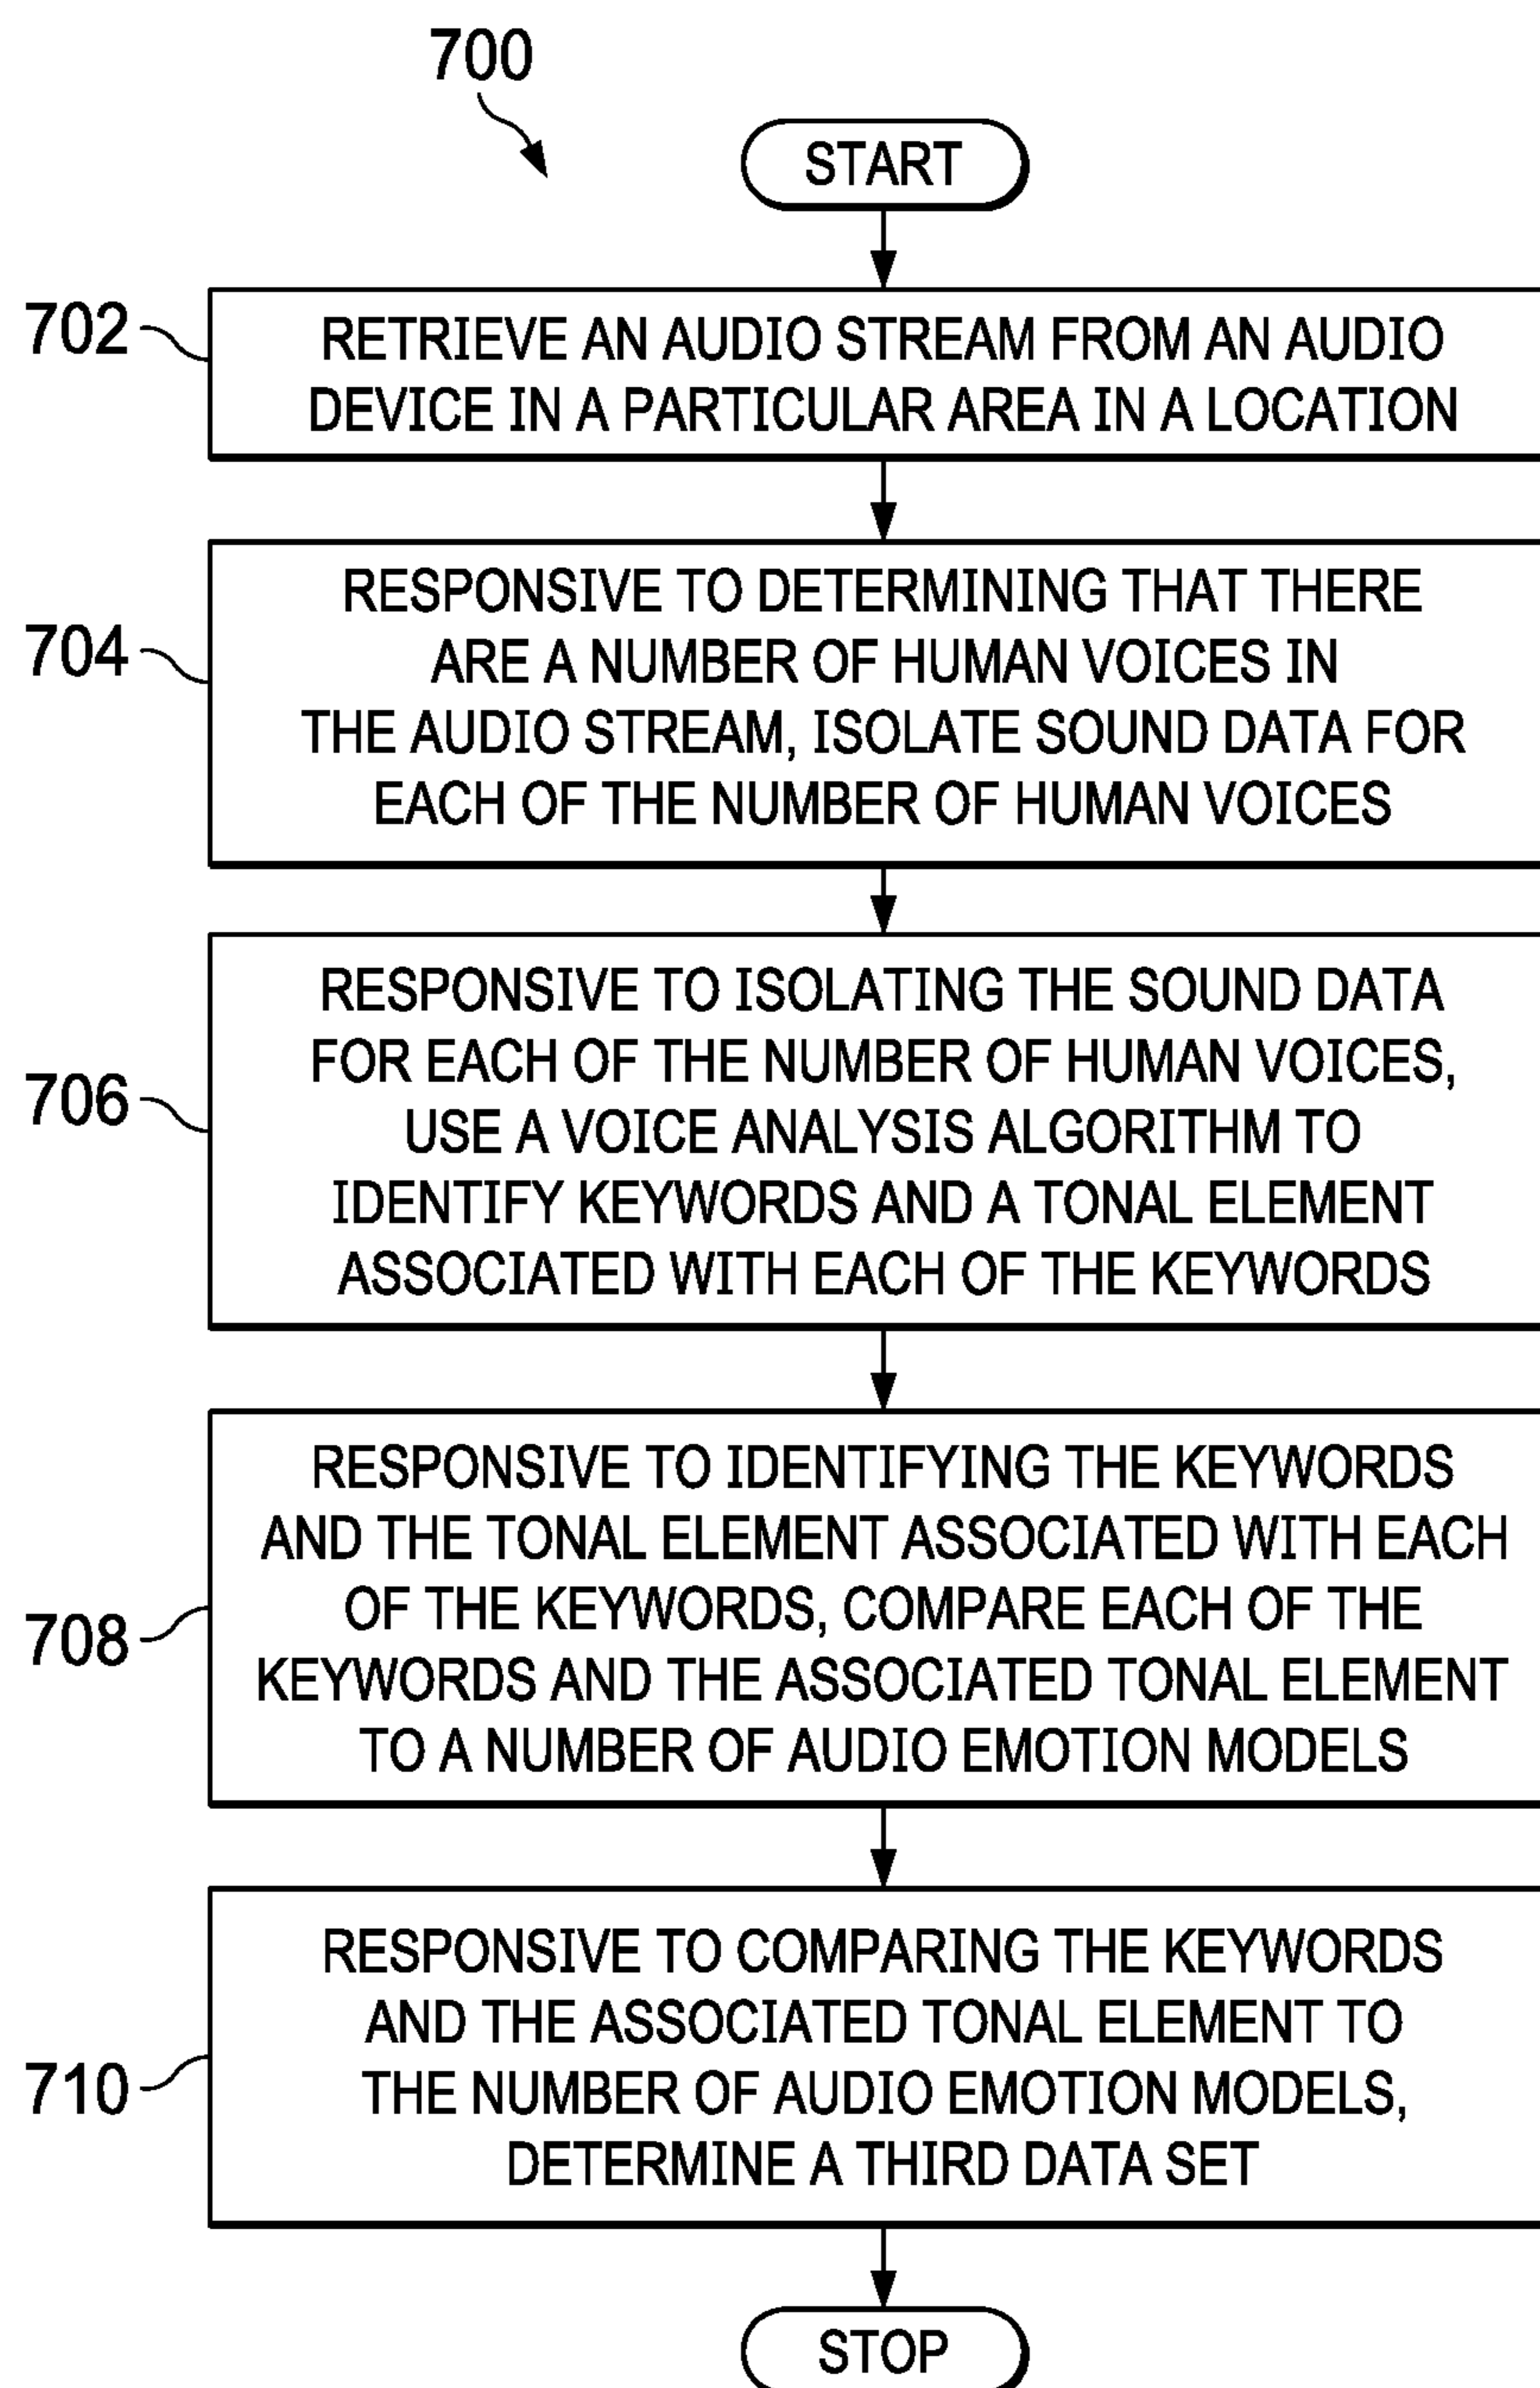 700
START
702
RETRIEVE AN AUDIO STREAM FROM AN AUDIO
DEVICE IN A PARTICULAR AREA IN A LOCATION
704
RESPONSIVE TO DETERMINING THAT THERE
ARE A NUMBER OF HUMAN VOICES IN
THE AUDIO STREAM, ISOLATE SOUND DATA FOR
EACH OF THE NUMBER OF HUMAN VOICES
706
RESPONSIVE TO ISOLATING THE SOUND DATA
FOR EACH OF THE NUMBER OF HUMAN VOICES,
USE A VOICE ANALYSIS ALGORITHM TO
IDENTIFY KEYWORDS AND A TONAL ELEMENT
ASSOCIATED WITH EACH OF THE KEYWORDS
708
RESPONSIVE TO IDENTIFYING THE KEYWORDS
AND THE TONAL ELEMENT ASSOCIATED WITH EACH
OF THE KEYWORDS, COMPARE EACH OF THE
KEYWORDS AND THE ASSOCIATED TONAL ELEMENT
TO A NUMBER OF AUDIO EMOTION MODELS
710
RESPONSIVE TO COMPARING THE KEYWORDS
AND THE ASSOCIATED TONAL ELEMENT TO
THE NUMBER OF AUDIO EMOTION MODELS,
DETERMINE A THIRD DATA SET
STOP